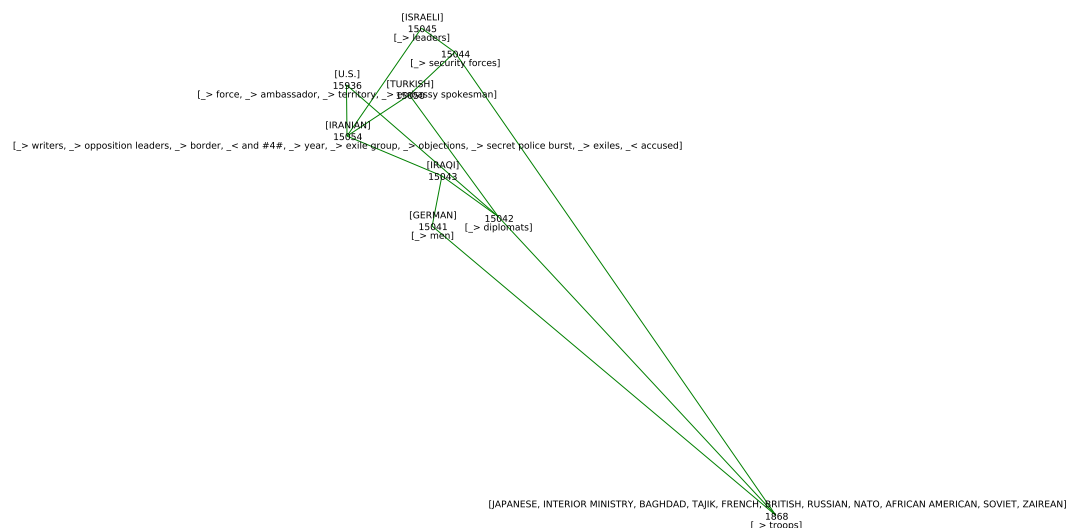 [ISRAELI]
15045
[_> leaders]
15044
[_> security forces]
[U.S.]
15936
[TURKISH]
[_> force, _> ambassador, _> territory, _> embassy spokesman]
[IRANIAN]
15054
[_> writers, _> opposition leaders, _> border, _< and #4#, _> year, _> exile group, _> objections, _> secret police burst, _> exiles, _< accused]
[IRAQI]
15043
[GERMAN]
15041
[_> men]
15042
[_> diplomats]
[JAPANESE, INTERIOR MINISTRY, BAGHDAD, TAJIK, FRENCH, BRITISH, RUSSIAN, NATO, AFRICAN AMERICAN, SOVIET, ZAIREAN]
1868
[_> troops]